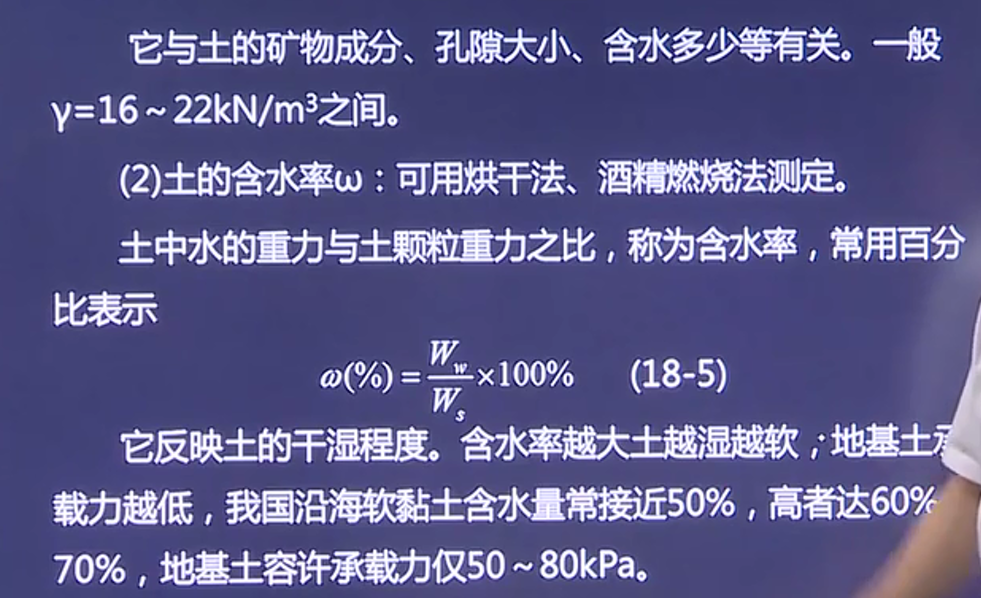 它与土的矿物成分、孔隙大小、含水多少等有关。一般
γ=16～22kN/m³之间。
(2)土的含水率ω：可用烘干法、酒精燃烧法测定。
土中水的重力与土颗粒重力之比，称为含水率，常用百分
比表示
ω(%) = W_w / W_s ×100% (18-5)
它反映土的干湿程度。含水率越大土越湿越软；地基土承
载力越低，我国沿海软黏土含水量常接近50%，高者达60%
70%，地基土容许承载力仅50～80kPa。